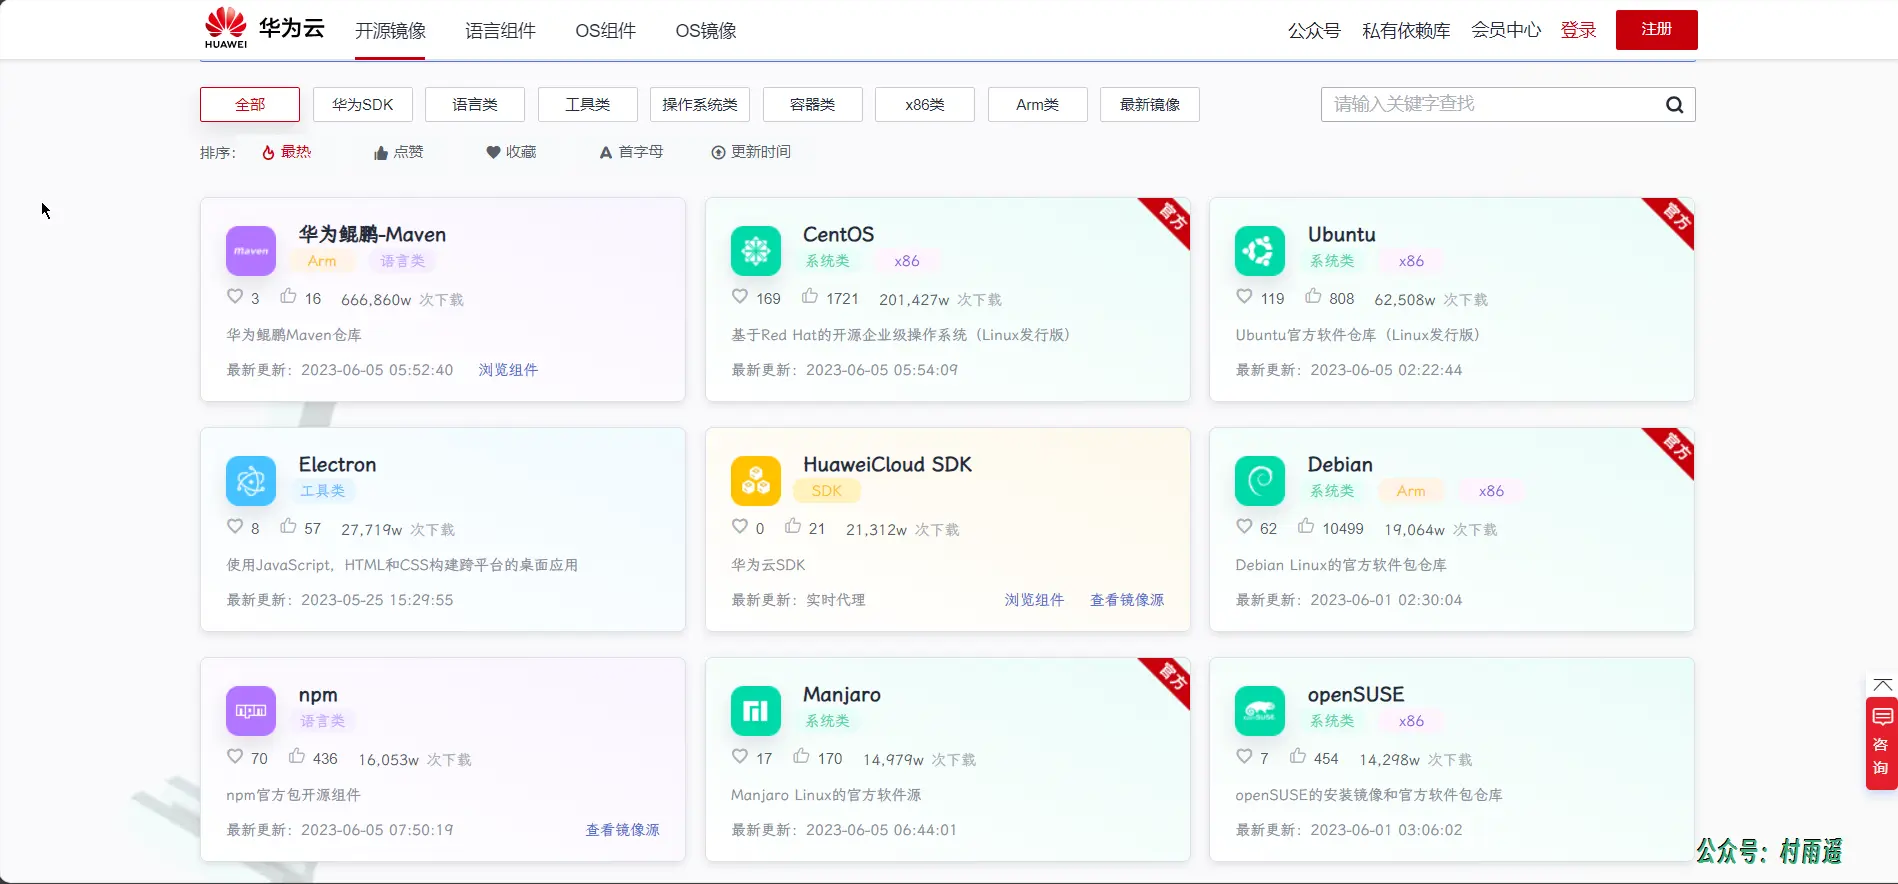 HUAWEI 华为云 开源镜像 语言组件 OS组件 OS镜像 公众号 私有依赖库 会员中心 登录 注册
全部 华为SDK 语言类 工具类 操作系统类 容器类 x86类 Arm类 最新镜像 请输入关键字查找
排序： 最热 点赞 收藏 A 首字母 更新时间
maven 华为鲲鹏-Maven
Arm 语言类
3 16 666,860w 次下载
华为鲲鹏Maven仓库
最新更新：2023-06-05 05:52:40 浏览组件
CentOS 官方
系统类 x86
169 1721 201,427w 次下载
基于Red Hat的开源企业级操作系统（Linux发行版）
最新更新：2023-06-05 05:54:09
Ubuntu 官方
系统类 x86
119 808 62,508w 次下载
Ubuntu官方软件仓库（Linux发行版）
最新更新：2023-06-05 02:22:44
Electron
工具类
8 57 27,719w 次下载
使用JavaScript，HTML和CSS构建跨平台的桌面应用
最新更新：2023-05-25 15:29:55
HuaweiCloud SDK
SDK
0 21 21,312w 次下载
华为云SDK
最新更新：实时代理 浏览组件 查看镜像源
Debian 官方
系统类 Arm x86
62 10499 19,064w 次下载
Debian Linux的官方软件包仓库
最新更新：2023-06-01 02:30:04
npm
语言类
70 436 16,053w 次下载
npm官方包开源组件
最新更新：2023-06-05 07:50:19 查看镜像源
Manjaro 官方
系统类
17 170 14,979w 次下载
Manjaro Linux的官方软件源
最新更新：2023-06-05 06:44:01
openSUSE
系统类 x86
7 454 14,298w 次下载
openSUSE的安装镜像和官方软件包仓库
最新更新：2023-06-01 03:06:02
咨询
公众号：村雨遥